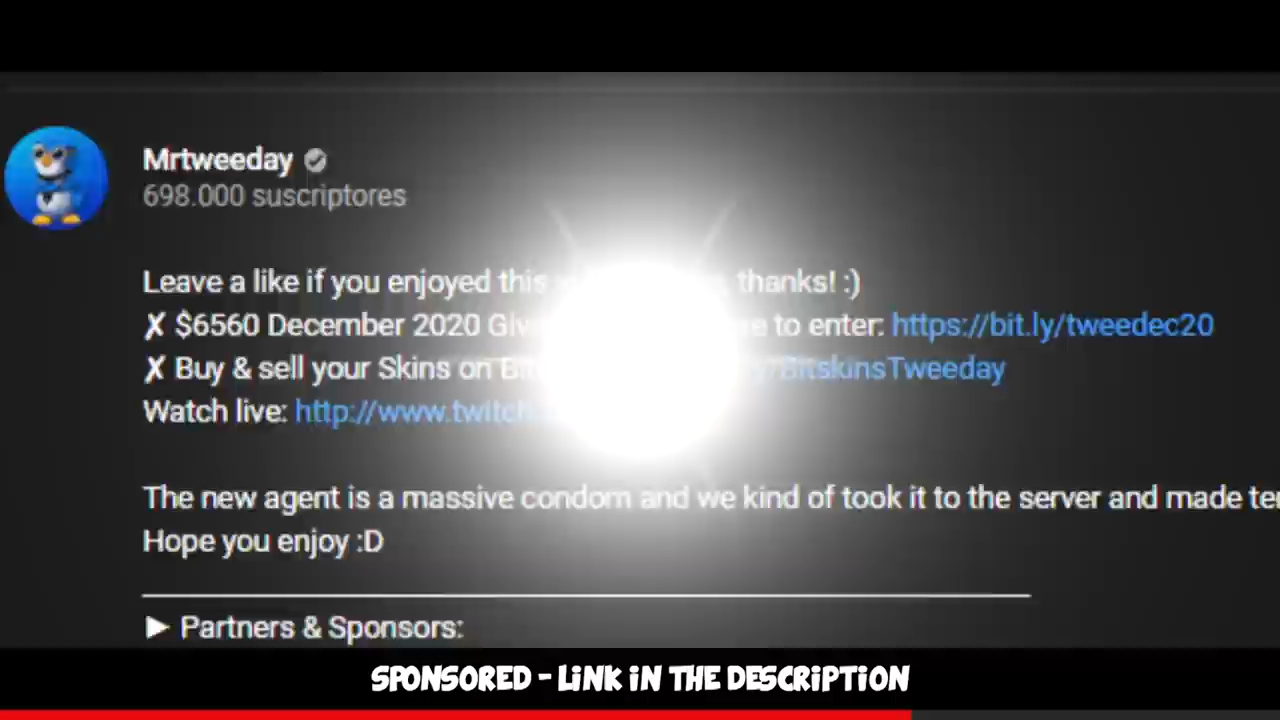 Mrtweeday
698.000 suscriptores
Leave a like if you enjoyed this thanks! :)
✗ $6560 December 2020 to enter: https://bit.ly/tweedec20
✗ Buy & sell your Skins on BitskinsTweeday
Watch live: http://www.twitch
The new agent is a massive condom and we kind of took it to the server and made
Hope you enjoy :D
► Partners & Sponsors:
SPONSORED - LINK IN THE DESCRIPTION